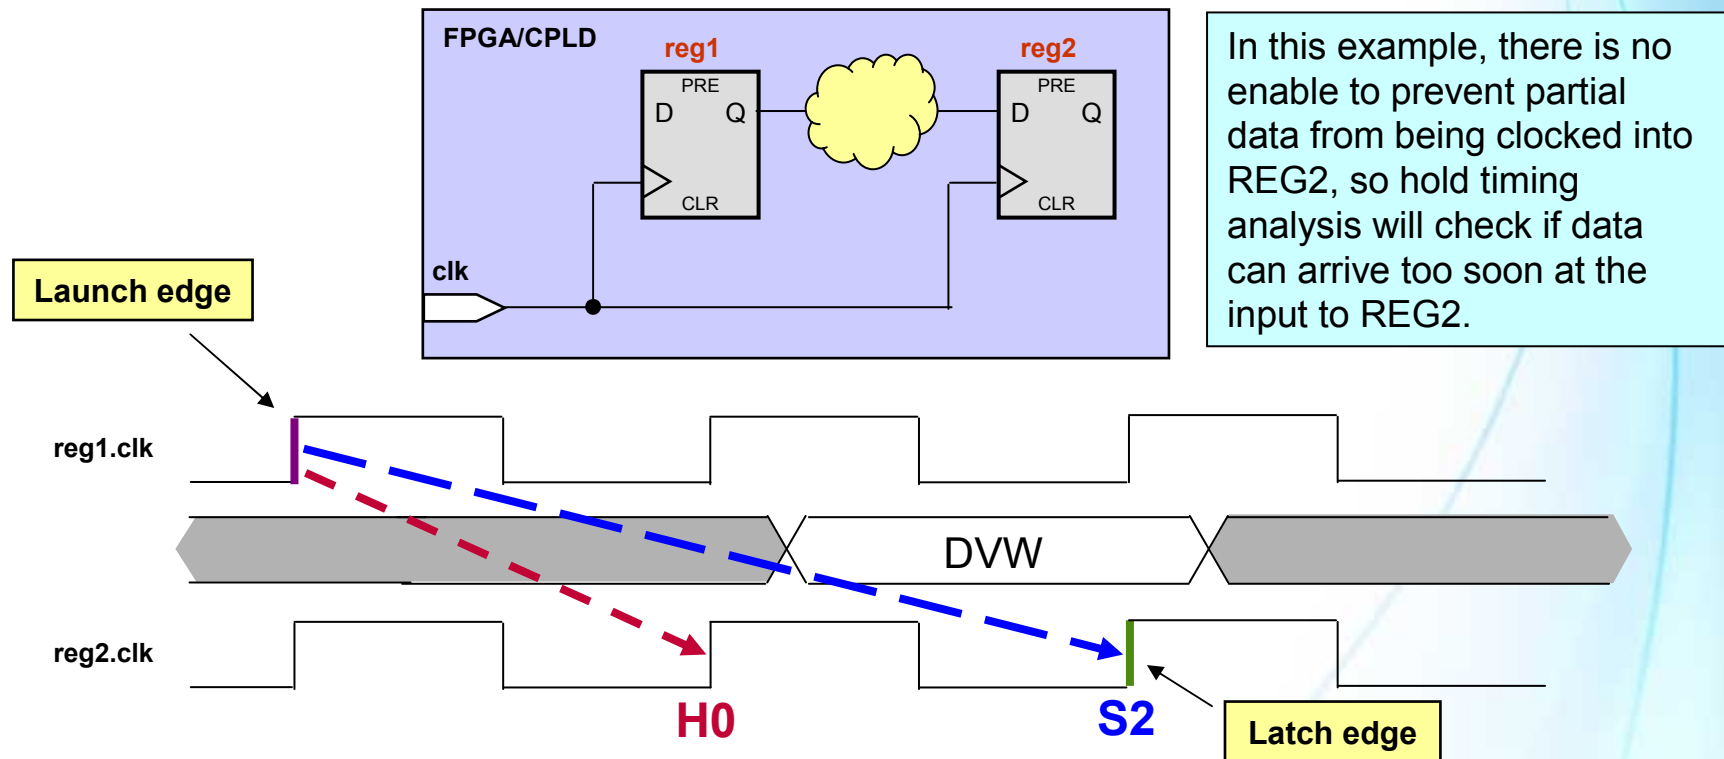 FPGA/CPLD
reg1
reg2
PRE
D
Q
CLR
PRE
D
Q
CLR
clk
In this example, there is no
enable to prevent partial
data from being clocked into
REG2, so hold timing
analysis will check if data
can arrive too soon at the
input to REG2.
Launch edge
reg1.clk
DVW
reg2.clk
H0
S2
Latch edge